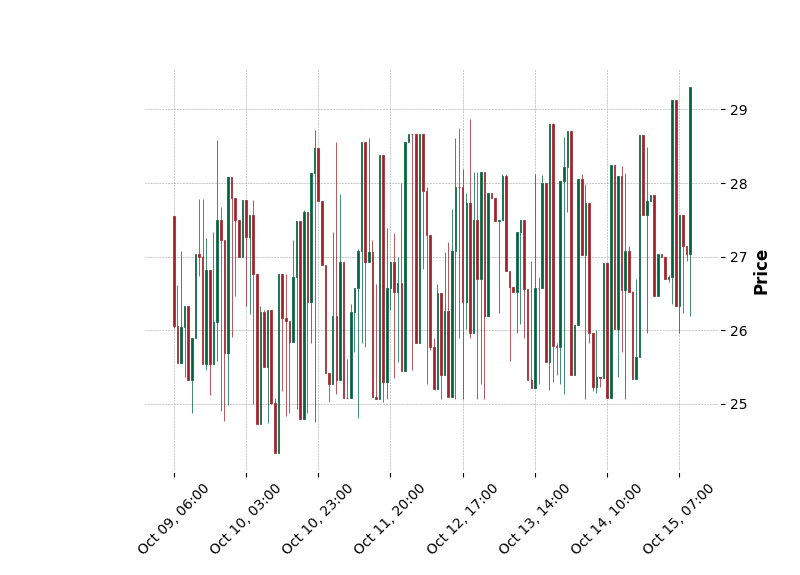 29
28
27
26
25
Price
Oct 09, 06:00
Oct 10, 03:00
Oct 10, 23:00
Oct 11, 20:00
Oct 12, 17:00
Oct 13, 14:00
Oct 14, 10:00
Oct 15, 07:00